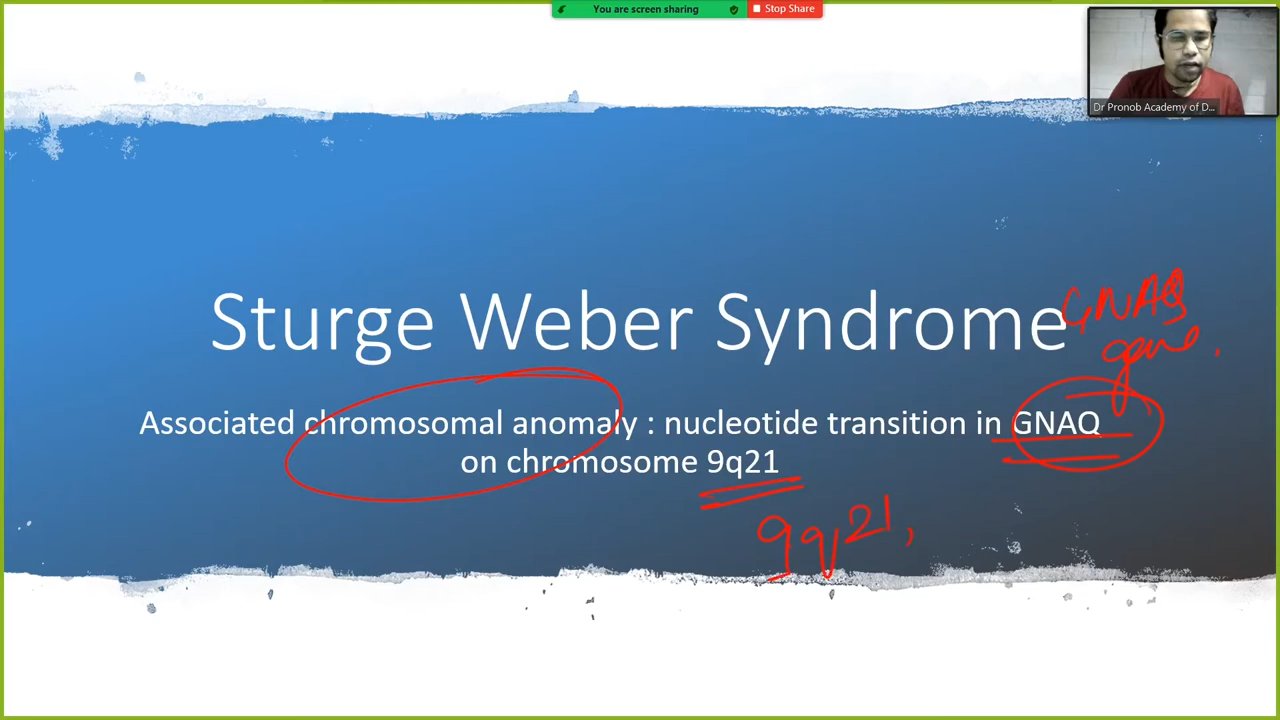 You are screen sharing
Stop Share
Dr Pronob Academy of D...
Sturge Weber Syndrome
GNAQ
gene.
Associated chromosomal anomaly : nucleotide transition in GNAQ
on chromosome 9q21
9q21,